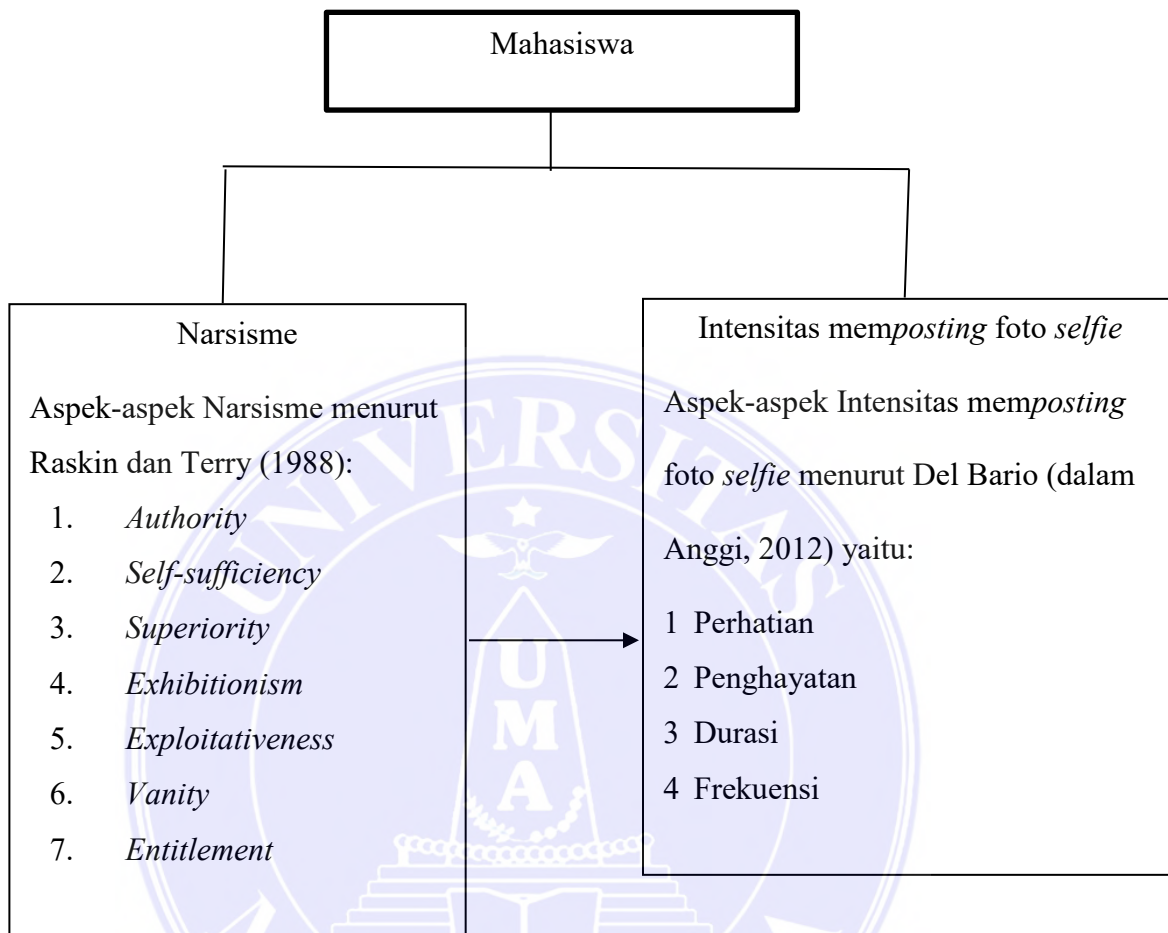 Mahasiswa
Narsisme
Aspek-aspek Narsisme menurut
Raskin dan Terry (1988):
1. Authority
2. Self-sufficiency
3. Superiority
4. Exhibitionism
5. Exploitativeness
6. Vanity
7. Entitlement
Intensitas memposting foto selfie
Aspek-aspek Intensitas memposting
foto selfie menurut Del Bario (dalam
Anggi, 2012) yaitu:
1 Perhatian
2 Penghayatan
3 Durasi
4 Frekuensi
UNIVERSITAS
UMA